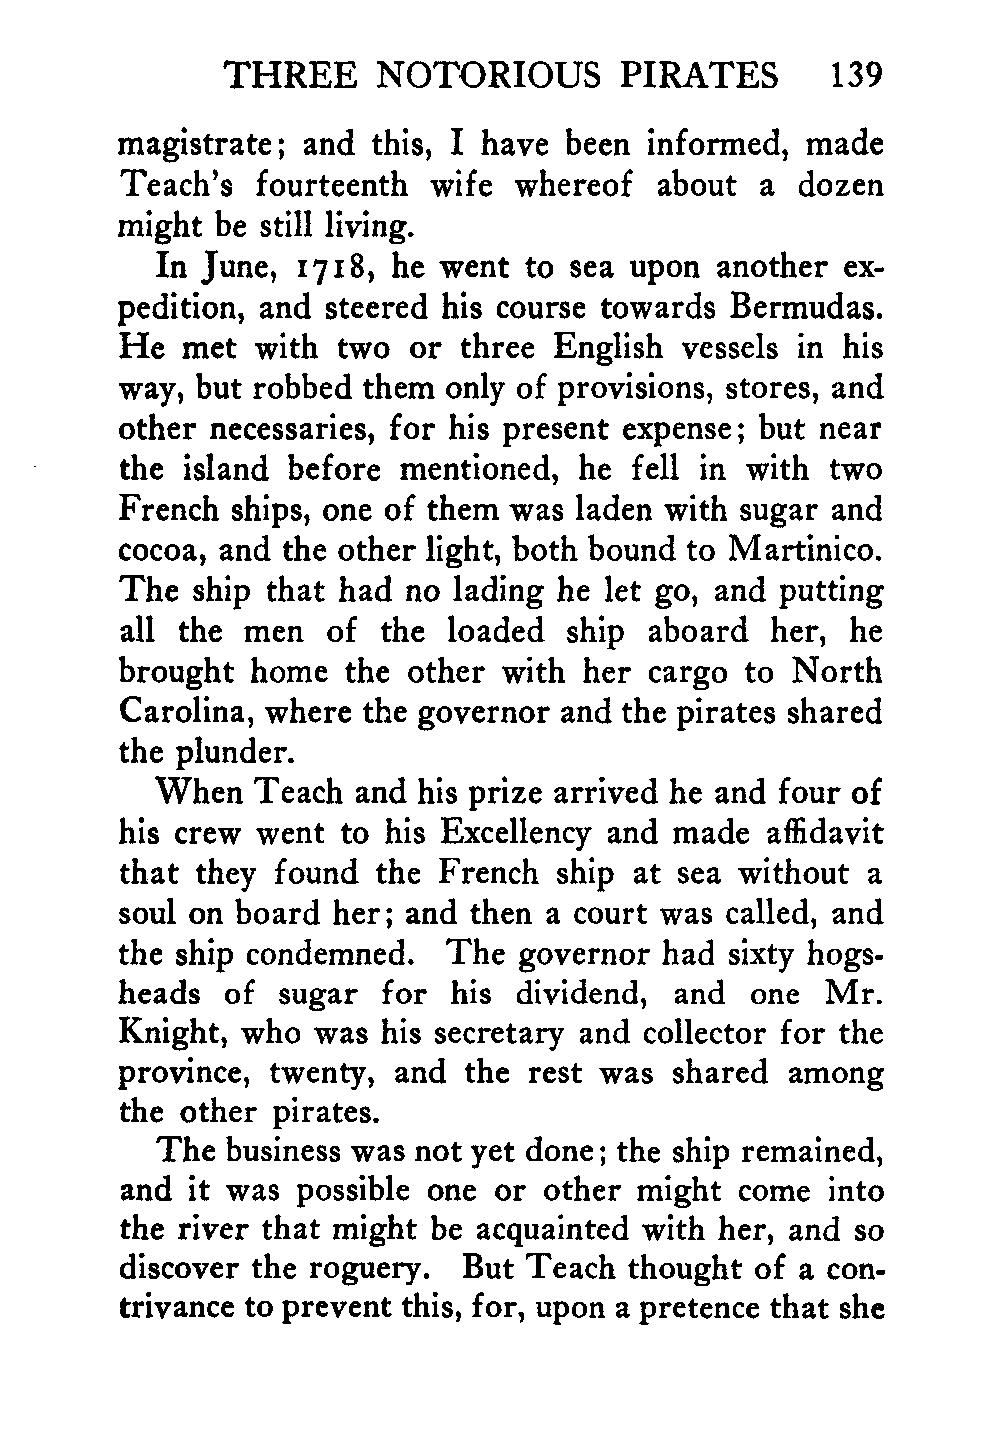 THREE NOTORIOUS PIRATES 139
magistrate; and this, I have been informed, made
Teach's fourteenth wife whereof about a dozen
might be still living.
In June, 1718, he went to sea upon another ex-
pedition, and steered his course towards Bermudas.
He met with two or three English vessels in his
way, but robbed them only of provisions, stores, and
other necessaries, for his present expense; but near
the island before mentioned, he fell in with two
French ships, one of them was laden with sugar and
cocoa, and the other light, both bound to Martinico.
The ship that had no lading he let go, and putting
all the men of the loaded ship aboard her, he
brought home the other with her cargo to North
Carolina, where the governor and the pirates shared
the plunder.
When Teach and his prize arrived he and four of
his crew went to his Excellency and made affidavit
that they found the French ship at sea without a
soul on board her; and then a court was called, and
the ship condemned. The governor had sixty hogs-
heads of sugar for his dividend, and one Mr.
Knight, who was his secretary and collector for the
province, twenty, and the rest was shared among
the other pirates.
The business was not yet done; the ship remained,
and it was possible one or other might come into
the river that might be acquainted with her, and so
discover the roguery. But Teach thought of a con-
trivance to prevent this, for, upon a pretence that she